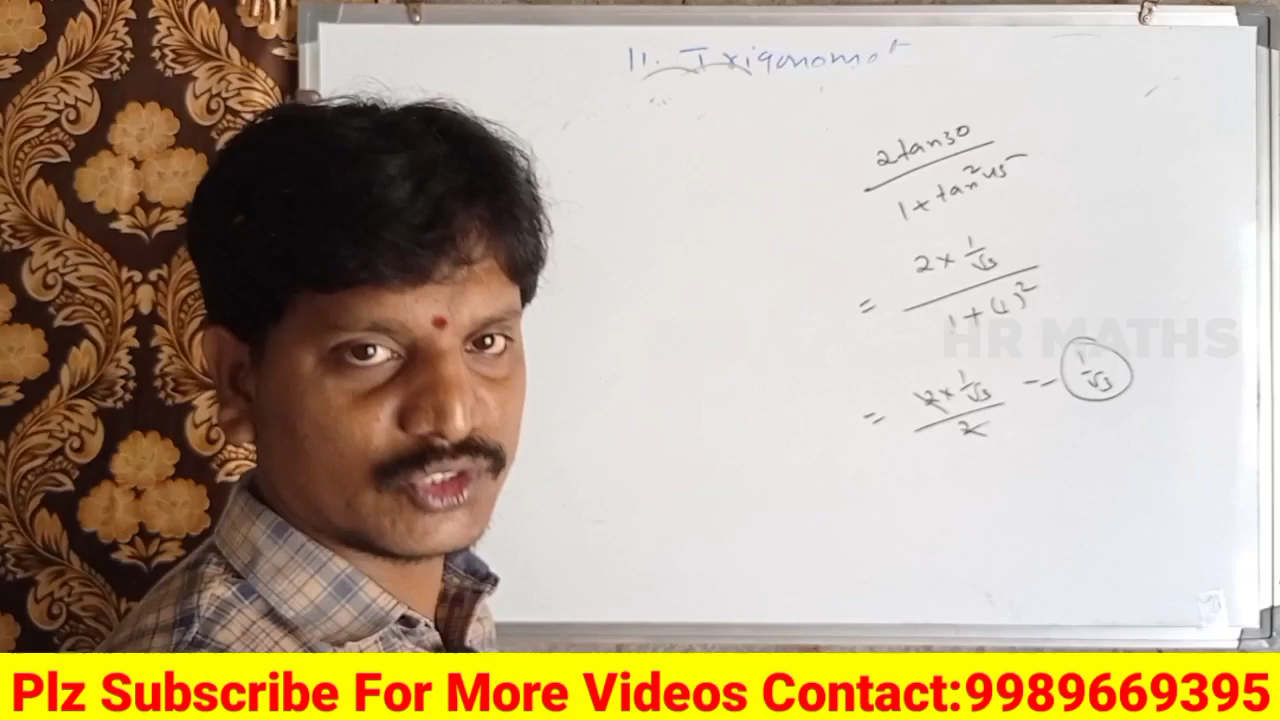 11. Trigonomet
2tan30
1+tan²45
= 2×1/√3
1+(1)²
HR MATHS
= 2×1/√3 -- 1/√3
2
Plz Subscribe For More Videos Contact:9989669395